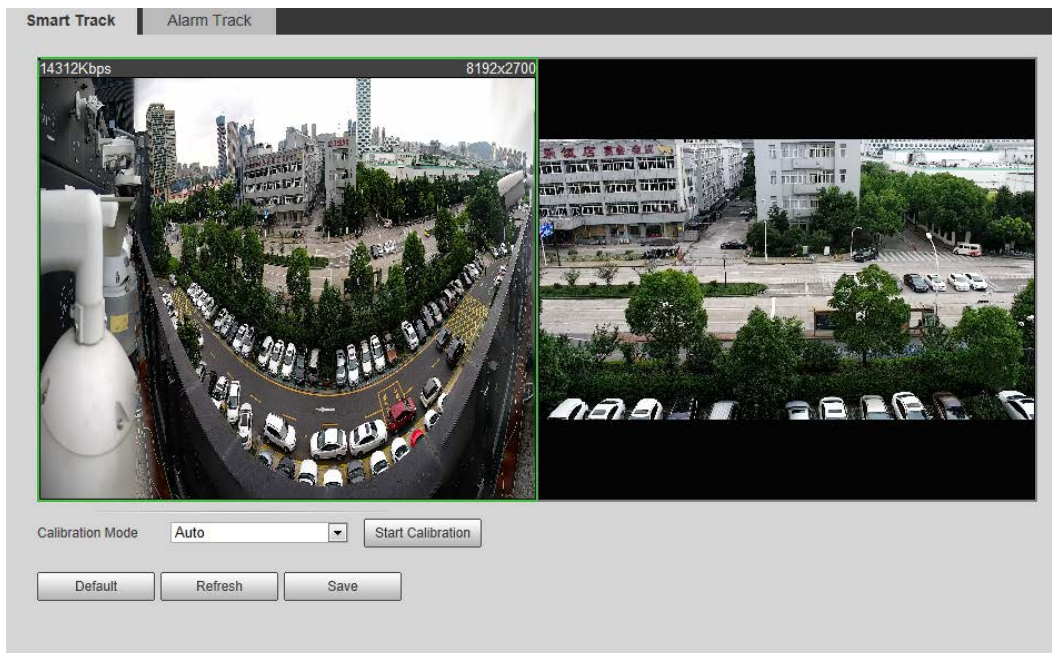 Smart Track
Alarm Track
14312Kbps
8192x2700
Calibration Mode
Auto
Start Calibration
Default
Refresh
Save